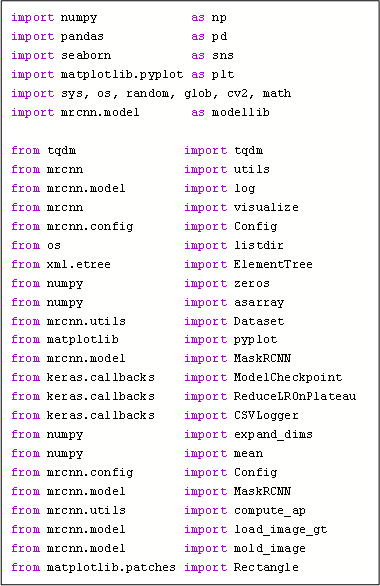 import numpy             as np
import pandas            as pd
import seaborn           as sns
import matplotlib.pyplot as plt
import sys, os, random, glob, cv2, math
import mrcnn.model       as modellib

from tqdm               import tqdm
from mrcnn              import utils
from mrcnn.model        import log
from mrcnn              import visualize
from mrcnn.config       import Config
from os                 import listdir
from xml.etree          import ElementTree
from numpy              import zeros
from numpy              import asarray
from mrcnn.utils        import Dataset
from matplotlib         import pyplot
from mrcnn.model        import MaskRCNN
from keras.callbacks    import ModelCheckpoint
from keras.callbacks    import ReduceLROnPlateau
from keras.callbacks    import CSVLogger
from numpy              import expand_dims
from numpy              import mean
from mrcnn.config       import Config
from mrcnn.model        import MaskRCNN
from mrcnn.utils        import compute_ap
from mrcnn.model        import load_image_gt
from mrcnn.model        import mold_image
from matplotlib.patches import Rectangle